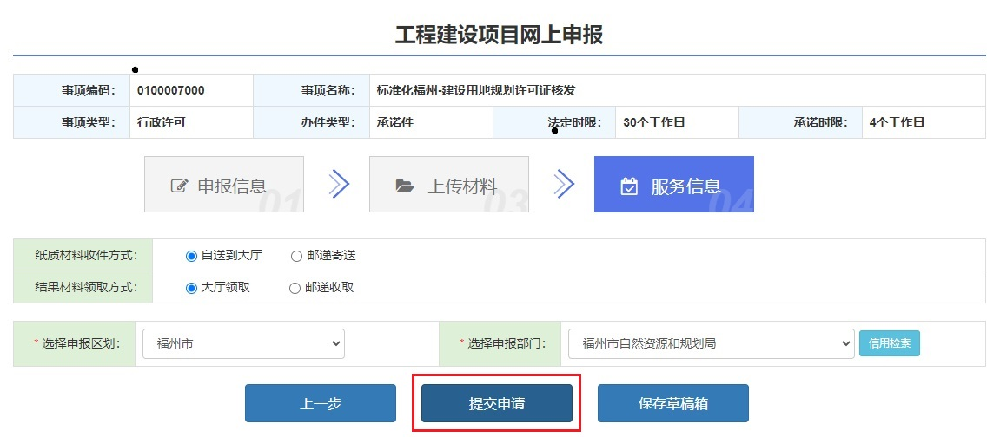 工程建设项目网上申报
事项编码： 0100007000 事项名称： 标准化福州-建设用地规划许可证核发
事项类型： 行政许可 办件类型： 承诺件 法定时限： 30个工作日 承诺时限： 4个工作日
申报信息 01 上传材料 03 服务信息 04
纸质材料收件方式： 自送到大厅 邮递寄送
结果材料领取方式： 大厅领取 邮递收取
*选择申报区划： 福州市 *选择申报部门： 福州市自然资源和规划局 信用检索
上一步 提交申请 保存草稿箱